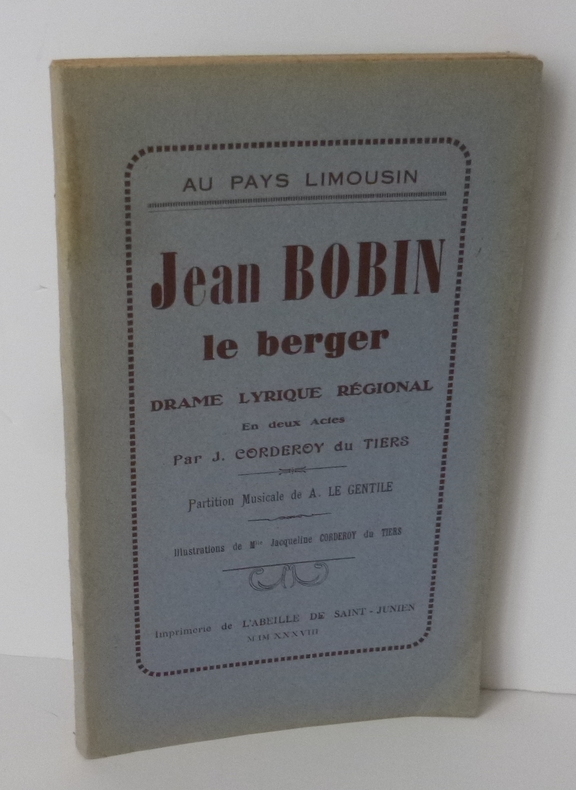 AU PAYS LIMOUSIN
Jean BOBIN
le berger
DRAME LYRIQUE RÉGIONAL
En deux Actes
Par J. CORDEROY du TIERS
Partition Musicale de A. LE GENTILE
Illustrations de Mlle Jacqueline CORDEROY du TIERS
Imprimerie de L'ABEILLE DE SAINT-JUNIEN
MCMXXXVIII